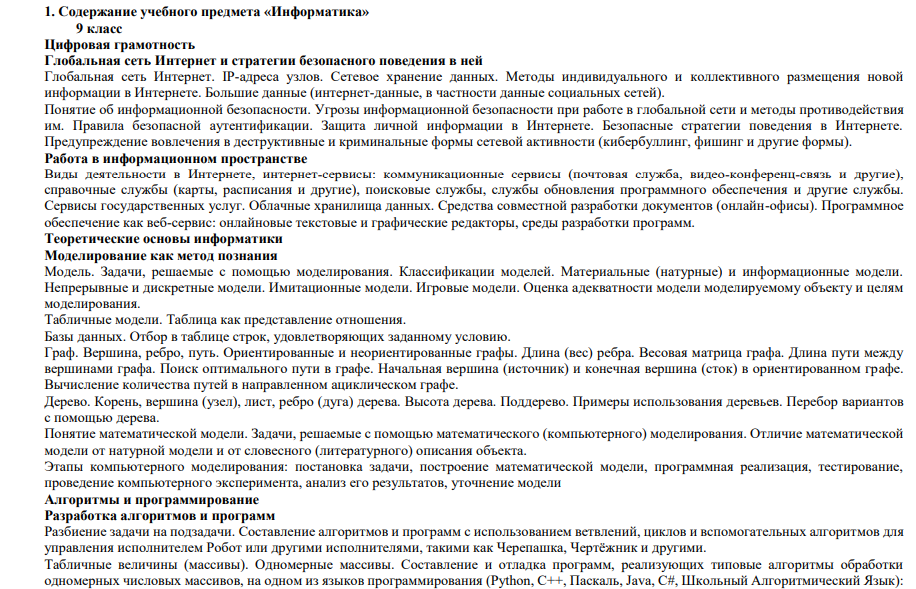 1. Содержание учебного предмета «Информатика»
9 класс
Цифровая грамотность
Глобальная сеть Интернет и стратегии безопасного поведения в ней
Глобальная сеть Интернет. IP-адреса узлов. Сетевое хранение данных. Методы индивидуального и коллективного размещения новой
информации в Интернете. Большие данные (интернет-данные, в частности данные социальных сетей).
Понятие об информационной безопасности. Угрозы информационной безопасности при работе в глобальной сети и методы противодействия
им. Правила безопасной аутентификации. Защита личной информации в Интернете. Безопасные стратегии поведения в Интернете.
Предупреждение вовлечения в деструктивные и криминальные формы сетевой активности (кибербуллинг, фишинг и другие формы).
Работа в информационном пространстве
Виды деятельности в Интернете, интернет-сервисы: коммуникационные сервисы (почтовая служба, видео-конференц-связь и другие),
справочные службы (карты, расписания и другие), поисковые службы, службы обновления программного обеспечения и другие службы.
Сервисы государственных услуг. Облачные хранилища данных. Средства совместной разработки документов (онлайн-офисы). Программное
обеспечение как веб-сервис: онлайновые текстовые и графические редакторы, среды разработки программ.
Теоретические основы информатики
Моделирование как метод познания
Модель. Задачи, решаемые с помощью моделирования. Классификации моделей. Материальные (натурные) и информационные модели.
Непрерывные и дискретные модели. Имитационные модели. Игровые модели. Оценка адекватности модели моделируемому объекту и целям
моделирования.
Табличные модели. Таблица как представление отношения.
Базы данных. Отбор в таблице строк, удовлетворяющих заданному условию.
Граф. Вершина, ребро, путь. Ориентированные и неориентированные графы. Длина (вес) ребра. Весовая матрица графа. Длина пути между
вершинами графа. Поиск оптимального пути в графе. Начальная вершина (источник) и конечная вершина (сток) в ориентированном графе.
Вычисление количества путей в направленном ациклическом графе.
Дерево. Корень, вершина (узел), лист, ребро (дуга) дерева. Высота дерева. Поддерево. Примеры использования деревьев. Перебор вариантов
с помощью дерева.
Понятие математической модели. Задачи, решаемые с помощью математического (компьютерного) моделирования. Отличие математической
модели от натурной модели и от словесного (литературного) описания объекта.
Этапы компьютерного моделирования: постановка задачи, построение математической модели, программная реализация, тестирование,
проведение компьютерного эксперимента, анализ его результатов, уточнение модели
Алгоритмы и программирование
Разработка алгоритмов и программ
Разбиение задачи на подзадачи. Составление алгоритмов и программ с использованием ветвлений, циклов и вспомогательных алгоритмов для
управления исполнителем Робот или другими исполнителями, такими как Черепашка, Чертёжник и другими.
Табличные величины (массивы). Одномерные массивы. Составление и отладка программ, реализующих типовые алгоритмы обработки
одномерных числовых массивов, на одном из языков программирования (Python, C++, Паскаль, Java, C#, Школьный Алгоритмический Язык):